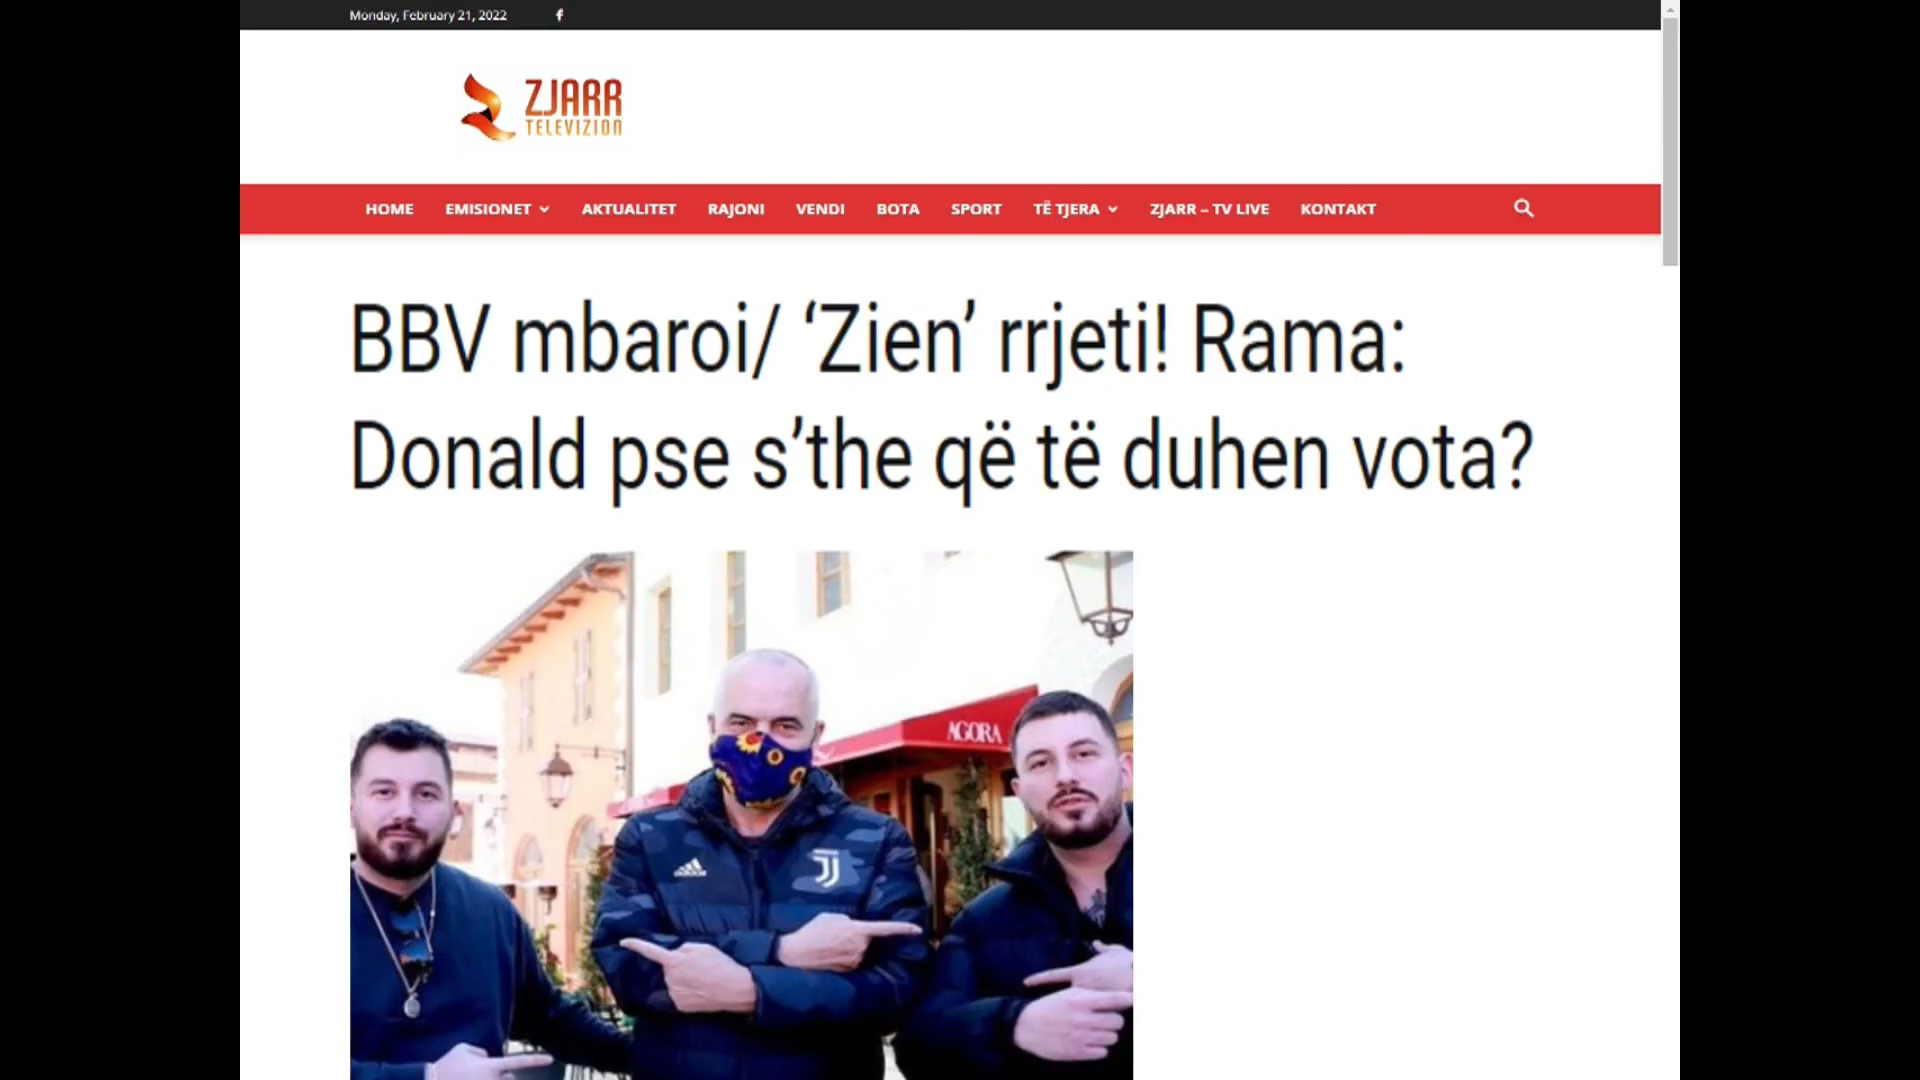 Monday, February 21, 2022
ZJARR
TELEVIZION
HOME EMISIONET AKTUALITET RAJONI VENDI BOTA SPORT TË TJERA ZJARR – TV LIVE KONTAKT
BBV mbaroi/ ‘Zien’ rrjeti! Rama:
Donald pse s’the që të duhen vota?
AGORA
adidas